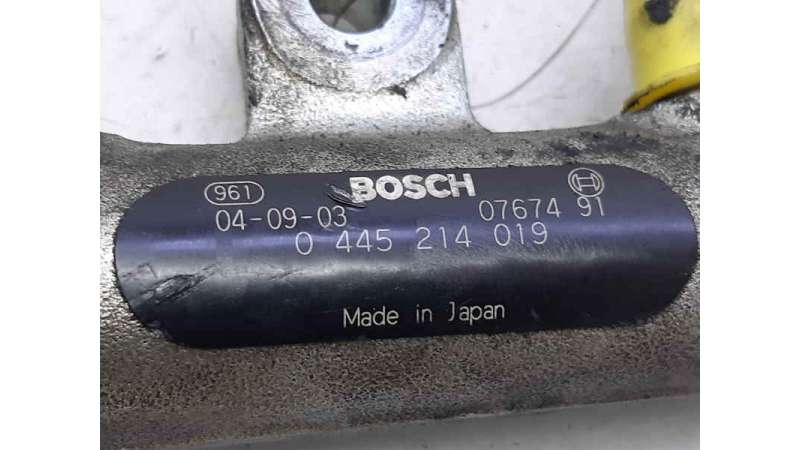 961 BOSCH
04-09-03 07674 91
0 445 214 019
Made in Japan